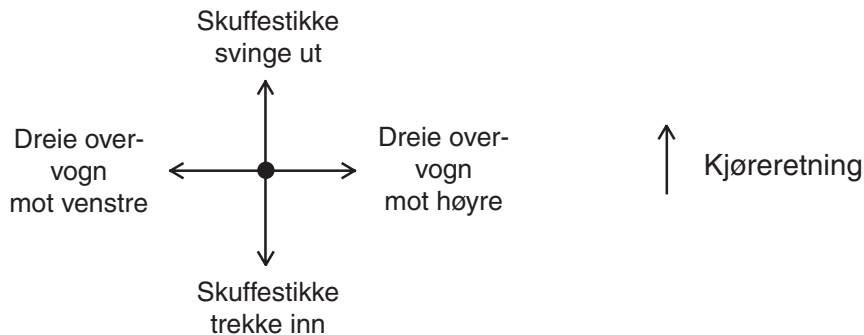 Skuffestikke
svinge ut
Dreie over-
vogn
mot venstre
Dreie over-
vogn
mot høyre
Kjøreretning
Skuffestikke
trekke inn